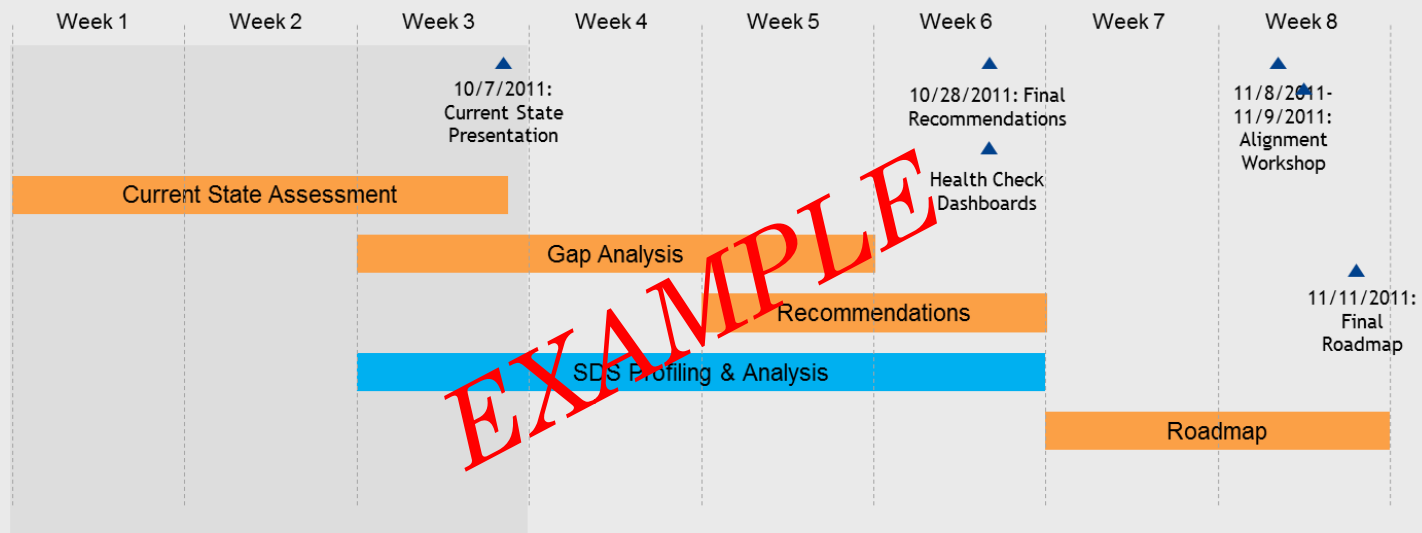 Week 1 Week 2 Week 3 Week 4 Week 5 Week 6 Week 7 Week 8
10/7/2011:
Current State
Presentation
10/28/2011: Final
Recommendations
11/8/2011-
11/9/2011:
Alignment
Workshop
Health Check
Dashboards
Current State Assessment
Gap Analysis
Recommendations
11/11/2011:
Final
Roadmap
SDS Profiling & Analysis
Roadmap
EXAMPLE